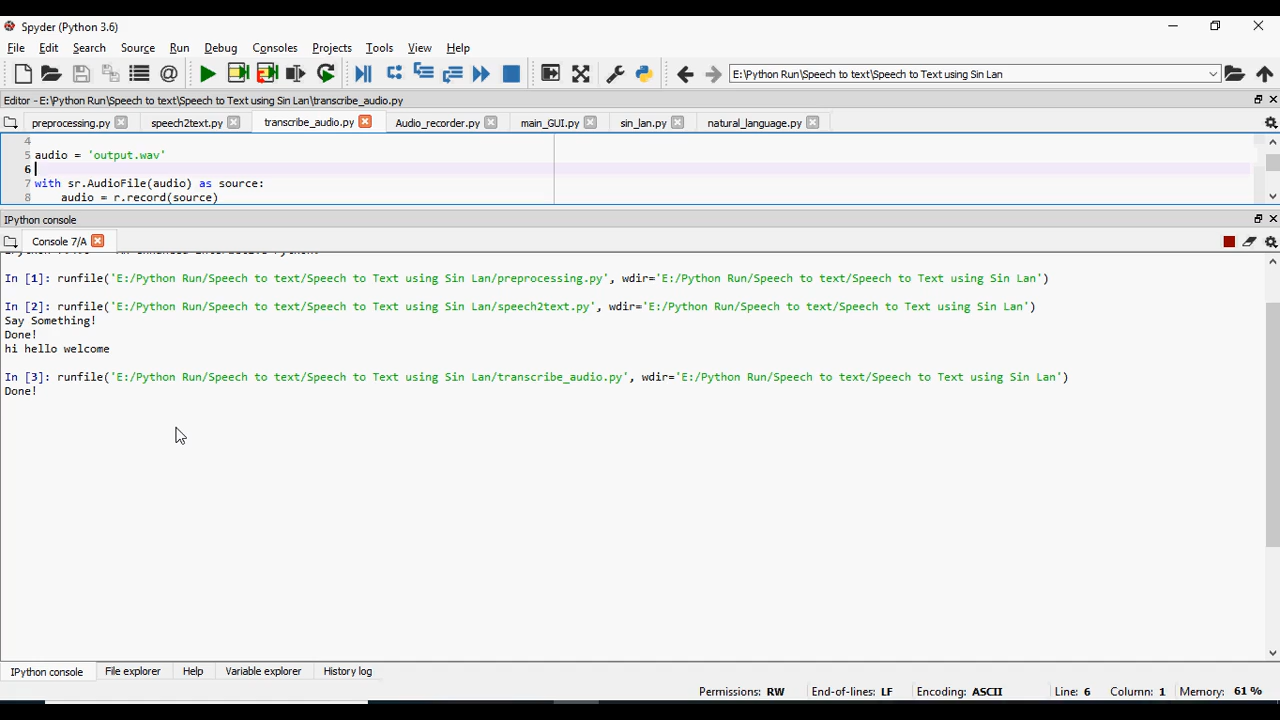 Spyder (Python 3.6)
File Edit Search Source Run Debug Consoles Projects Tools View Help
E:\Python Run\Speech to text\Speech to Text using Sin Lan
Editor - E:\Python Run\Speech to text\Speech to Text using Sin Lan\transcribe_audio.py
preprocessing.py speech2text.py transcribe_audio.py Audio_recorder.py main_GUI.py sin_lan.py natural_language.py
4
5 audio = 'output.wav'
6
7 with sr.AudioFile(audio) as source:
8 audio = r.record(source)
IPython console
Console 7/A
In [1]: runfile('E:/Python Run/Speech to text/Speech to Text using Sin Lan/preprocessing.py', wdir='E:/Python Run/Speech to text/Speech to Text using Sin Lan')
In [2]: runfile('E:/Python Run/Speech to text/Speech to Text using Sin Lan/speech2text.py', wdir='E:/Python Run/Speech to text/Speech to Text using Sin Lan')
Say Something!
Done!
hi hello welcome
In [3]: runfile('E:/Python Run/Speech to text/Speech to Text using Sin Lan/transcribe_audio.py', wdir='E:/Python Run/Speech to text/Speech to Text using Sin Lan')
Done!
IPython console File explorer Help Variable explorer History log
Permissions: RW End-of-lines: LF Encoding: ASCII Line: 6 Column: 1 Memory: 61 %